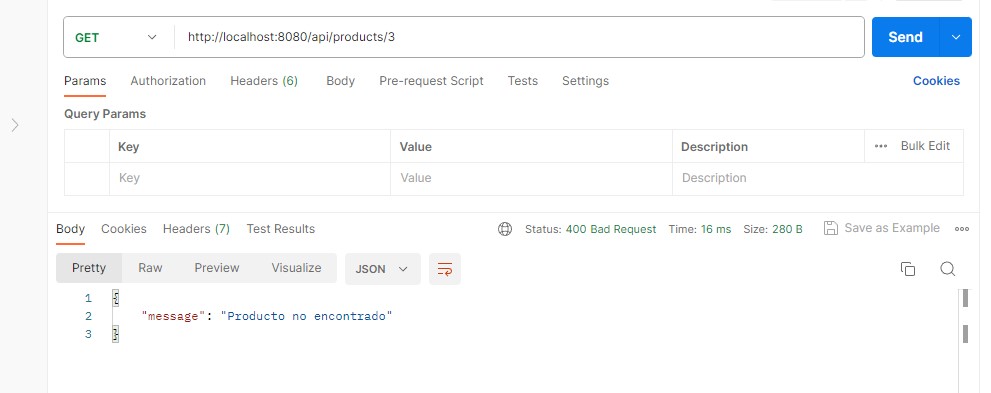 GET http://localhost:8080/api/products/3 Send
Params Authorization Headers (6) Body Pre-request Script Tests Settings Cookies
Query Params
Key Value Description ••• Bulk Edit
Key Value Description
Body Cookies Headers (7) Test Results Status: 400 Bad Request Time: 16 ms Size: 280 B Save as Example
Pretty Raw Preview Visualize JSON
1 {
2 "message": "Producto no encontrado"
3 }